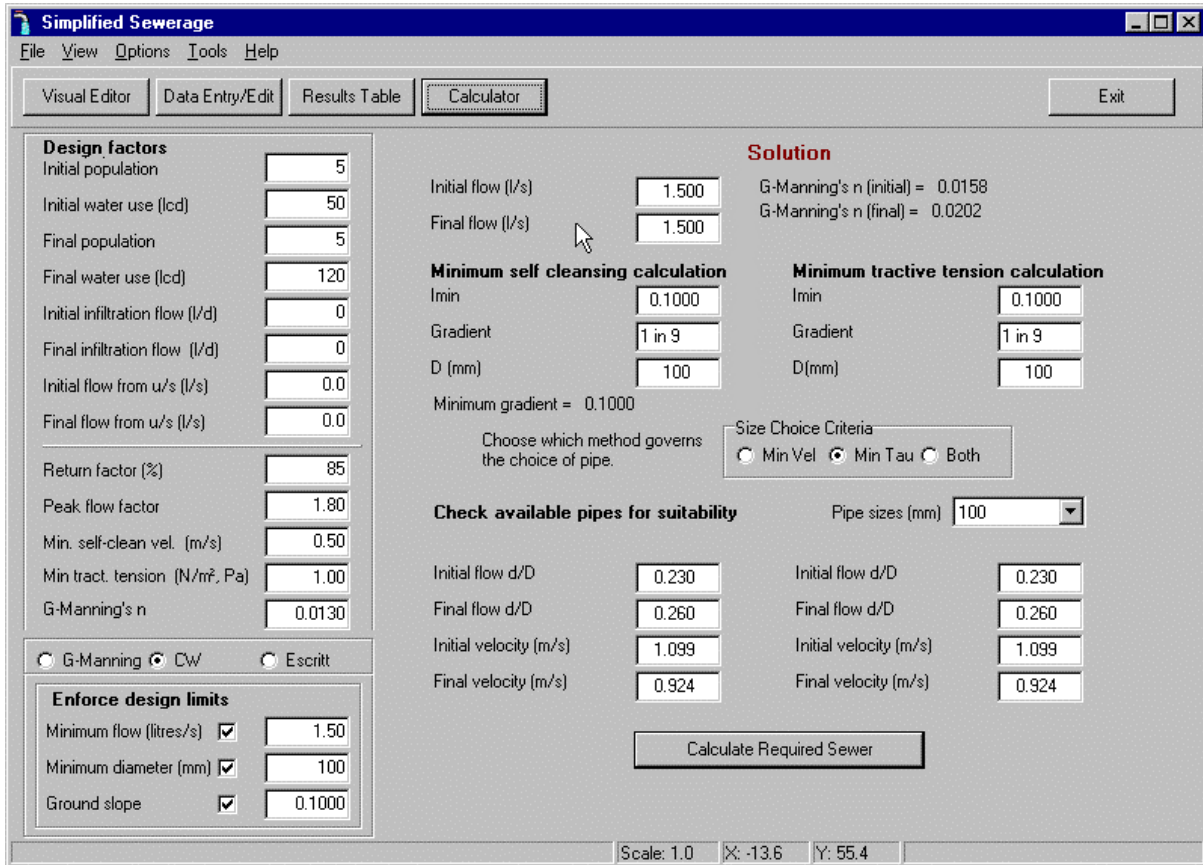 Simplified Sewerage
File View Options Tools Help
Visual Editor Data Entry/Edit Results Table Calculator Exit
Design factors
Initial population 5
Initial water use (lcd) 50
Final population 5
Final water use (lcd) 120
Initial infiltration flow (l/d) 0
Final infiltration flow (l/d) 0
Initial flow from u/s (l/s) 0.0
Final flow from u/s (l/s) 0.0
Return factor (%) 85
Peak flow factor 1.80
Min. self-clean vel. (m/s) 0.50
Min tract. tension (N/m², Pa) 1.00
G-Manning's n 0.0130
G-Manning CW Escritt
Enforce design limits
Minimum flow (litres/s) 1.50
Minimum diameter (mm) 100
Ground slope 0.1000
Solution
Initial flow (l/s) 1.500 G-Manning's n (initial) = 0.0158
Final flow (l/s) 1.500 G-Manning's n (final) = 0.0202
Minimum self cleansing calculation
Imin 0.1000
Gradient 1 in 9
D (mm) 100
Minimum gradient = 0.1000
Minimum tractive tension calculation
Imin 0.1000
Gradient 1 in 9
D(mm) 100
Choose which method governs
the choice of pipe.
Size Choice Criteria
Min Vel Min Tau Both
Check available pipes for suitability Pipe sizes (mm) 100
Initial flow d/D 0.230 Initial flow d/D 0.230
Final flow d/D 0.260 Final flow d/D 0.260
Initial velocity (m/s) 1.099 Initial velocity (m/s) 1.099
Final velocity (m/s) 0.924 Final velocity (m/s) 0.924
Calculate Required Sewer
Scale: 1.0 X: -13.6 Y: 55.4